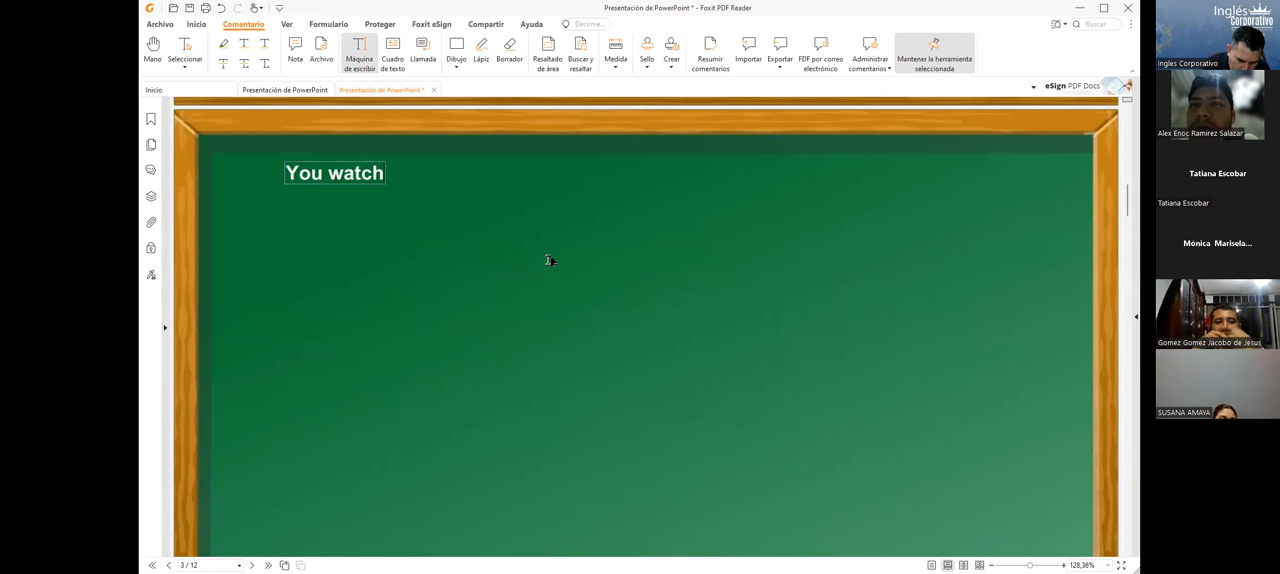 Presentación de PowerPoint * - Foxit PDF Reader
Archivo Inicio Comentario Ver Formulario Proteger Foxit eSign Compartir Ayuda Decirme... Buscar
Mano
Seleccionar
Nota
Archivo
Máquina
de escribir
Cuadro
de texto
Llamada
Dibujo
Lápiz
Borrador
Resaltado
de área
Buscar y
resaltar
Medida
Sello
Crear
Resumir
comentarios
Importar
Exportar
PDF por correo
electrónico
Administrar
comentarios
Mantener la herramienta
seleccionada
Inicio
Presentación de PowerPoint
Presentación de PowerPoint *
eSign PDF Docs
You watch
3 / 12
128,36%
Inglés
Corporativo
Ingles Corporativo
Alex Enoc Ramirez Salazar
Tatiana Escobar
Tatiana Escobar
Mónica Marisela...
Gomez Gomez Jacobo de Jesus
SUSANA AMAYA